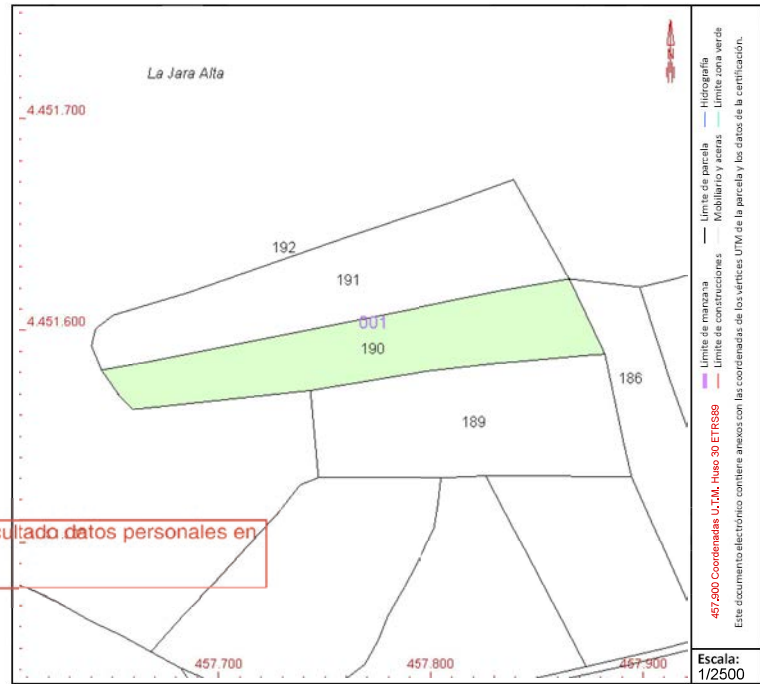 La Jara Alta
N
4.451.700
192
191
4.451.600
001
190
186
189
cultado datos personales en
457.700
457.800
457.900
Límite de manzana
Límite de parcela
Hidrografía
Límite de construcciones
Mobiliario y aceras
Límite zona verde
457.900 Coordenadas U.T.M. Huso 30 ETRS89
Este documento electrónico contiene anexos con las coordenadas de los vértices UTM de la parcela y los datos de la certificación.
Escala:
1/2500